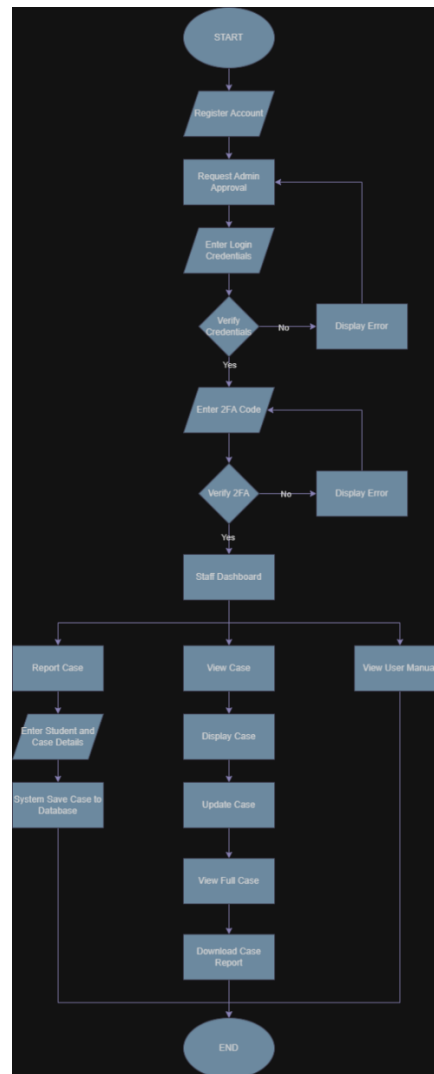 START
Register Account
Request Admin
Approval
Enter Login
Credentials
Verify
Credentials
No
Display Error
Yes
Enter 2FA Code
Verify 2FA
No
Display Error
Yes
Staff Dashboard
Report Case
View Case
View User Manual
Enter Student and
Case Details
Display Case
System Save Case to
Database
Update Case
View Full Case
Download Case
Report
END